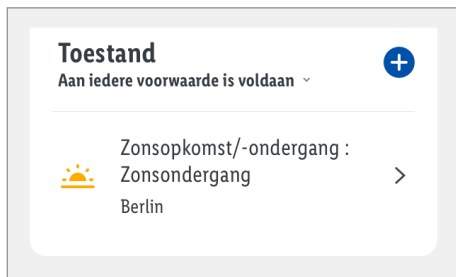 Toestand
Aan iedere voorwaarde is voldaan
Zonsopkomst/-ondergang :
Zonsondergang
Berlin